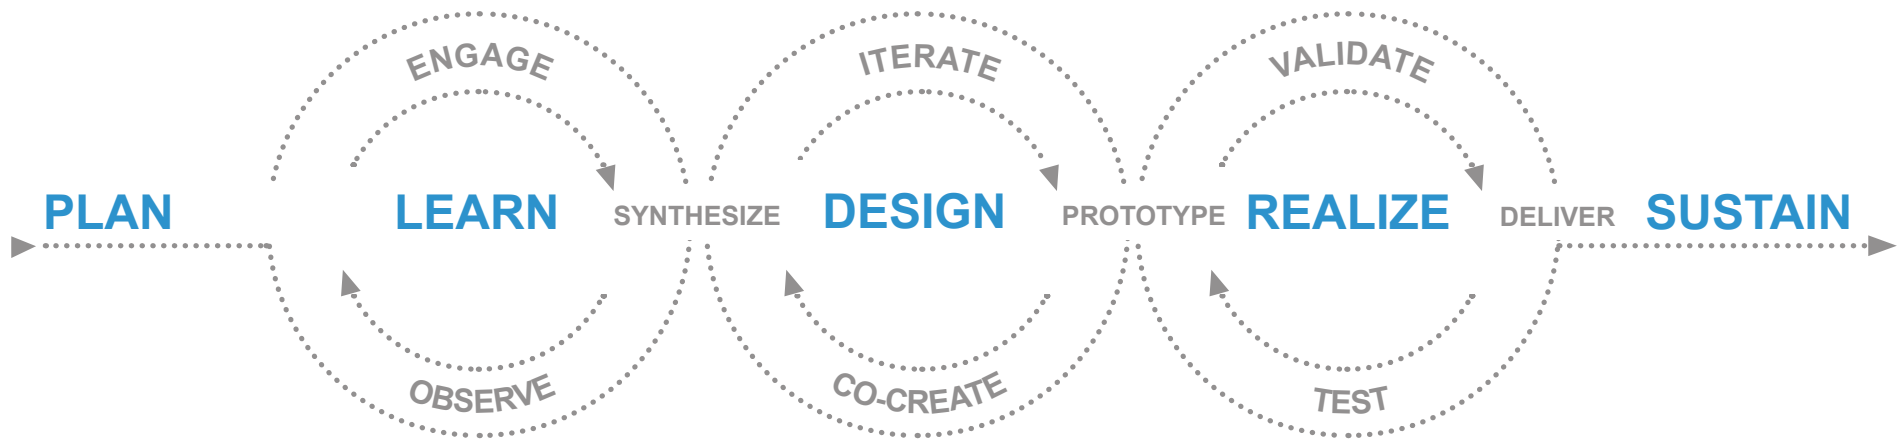 ENGAGE
ITERATE
VALIDATE
PLAN
LEARN
SYNTHESIZE
DESIGN
PROTOTYPE
REALIZE
DELIVER
SUSTAIN
OBSERVE
CO-CREATE
TEST